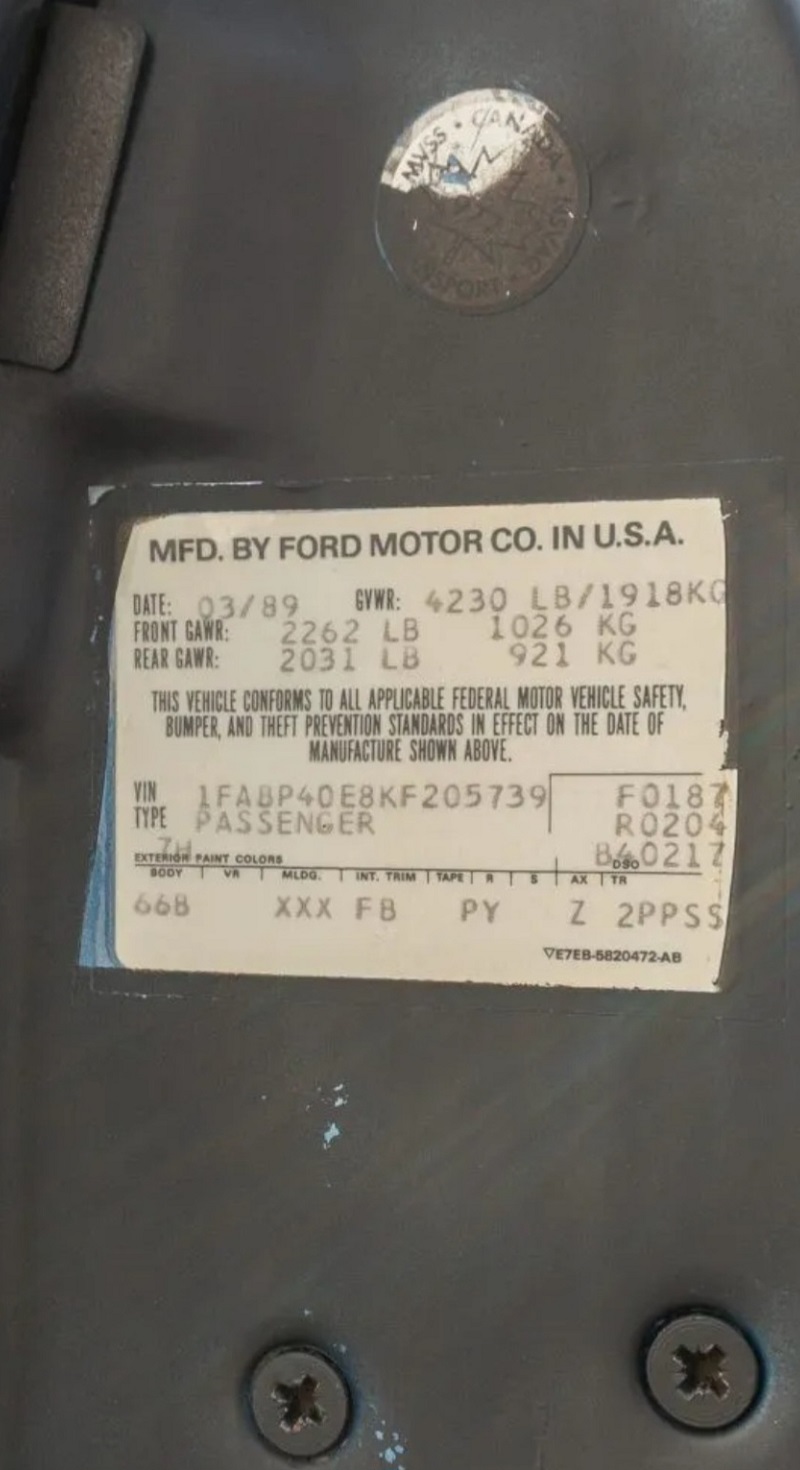 MVSS • CANADA • NSVAC
NSPORT
MFD. BY FORD MOTOR CO. IN U.S.A.
DATE: 03/89 GVWR: 4230 LB/1918KG
FRONT GAWR: 2262 LB 1026 KG
REAR GAWR: 2031 LB 921 KG
THIS VEHICLE CONFORMS TO ALL APPLICABLE FEDERAL MOTOR VEHICLE SAFETY,
BUMPER, AND THEFT PREVENTION STANDARDS IN EFFECT ON THE DATE OF
MANUFACTURE SHOWN ABOVE.
VIN 1FABP40E8KF205739 F0187
TYPE PASSENGER R0204
7H B40217
EXTERIOR PAINT COLORS DSO
BODY VR MLDG. INT. TRIM TAPE R S AX TR
66B XXX FB PY Z 2PPSS
▽E7EB-5820472-AB